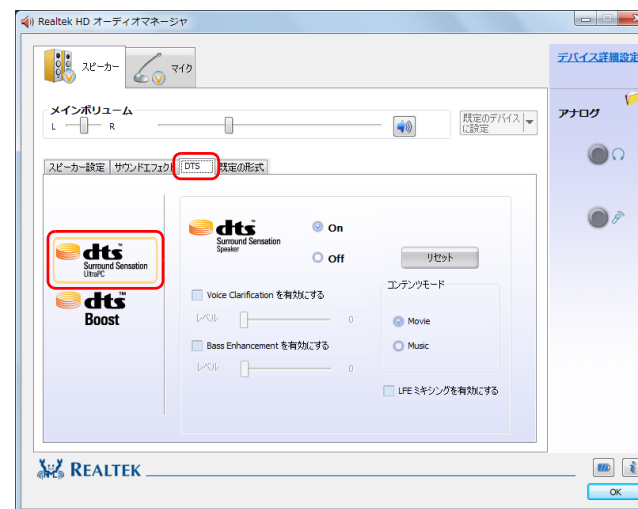 Realtek HD オーディオマネージャ
スピーカー
マイク
デバイス詳細設定
メインボリューム
L R
既定のデバイス
に設定
アナログ
スピーカー設定 サウンドエフェクト DTS 既定の形式
dts
Surround Sensation
UltraPC
dts
Boost
dts
Surround Sensation
Speaker
On
Off
リセット
Voice Clarification を有効にする
レベル 0
Bass Enhancement を有効にする
レベル 0
コンテンツモード
Movie
Music
LFE ミキシングを有効にする
REALTEK
OK